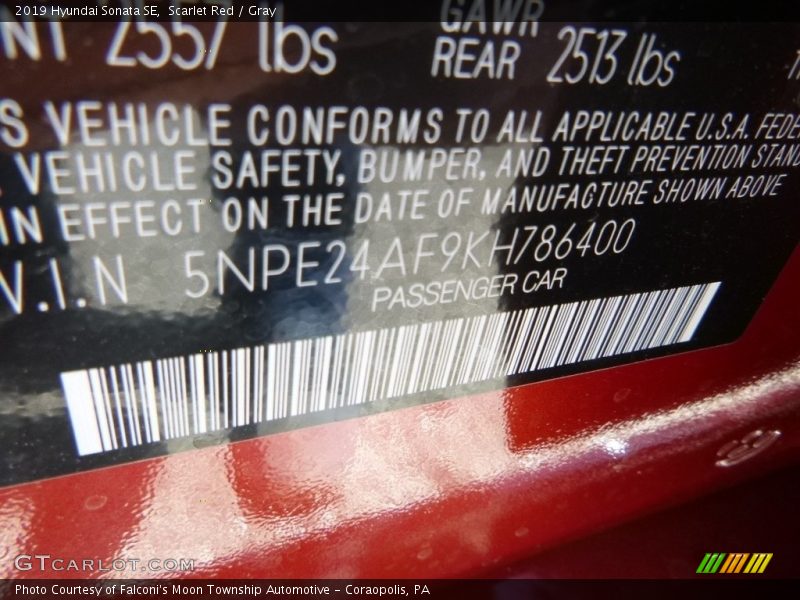 2019 Hyundai Sonata SE, Scarlet Red / Gray
2557 lbs
GAWR
REAR 2513 lbs
VEHICLE CONFORMS TO ALL APPLICABLE U.S.A.
VEHICLE SAFETY, BUMPER, AND THEFT PREVENTION
IN EFFECT ON THE DATE OF MANUFACTURE SHOWN ABOVE
V.I.N 5NPE24AF9KH786400
PASSENGER CAR
GTCARLOT.COM
Photo Courtesy of Falconi's Moon Township Automotive – Coraopolis, PA